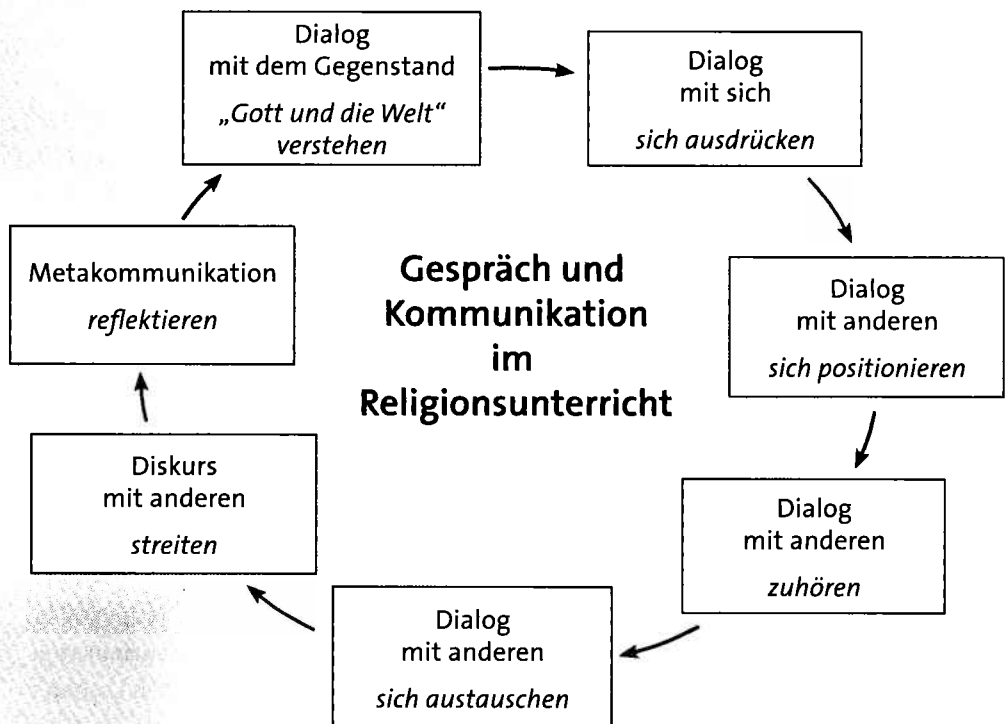 Dialog
mit dem Gegenstand
„Gott und die Welt“
verstehen
Dialog
mit sich
sich ausdrücken
Dialog
mit anderen
sich positionieren
Dialog
mit anderen
zuhören
Dialog
mit anderen
sich austauschen
Diskurs
mit anderen
streiten
Metakommunikation
reflektieren
Gespräch und
Kommunikation
im
Religionsunterricht